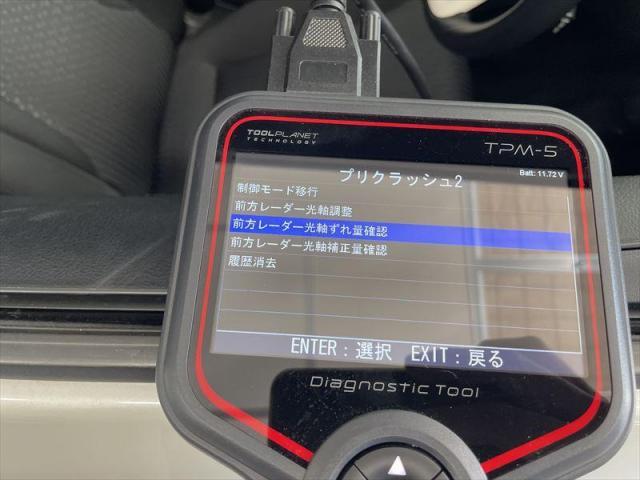 TOOLPLANET
TECHNOLOGY
TPM-5
プリクラッシュ2
Batt: 11.72 V
制御モード移行
前方レーダー光軸調整
前方レーダー光軸ずれ量確認
前方レーダー光軸補正量確認
履歴消去
ENTER：選択 EXIT：戻る
Diagnostic Tool